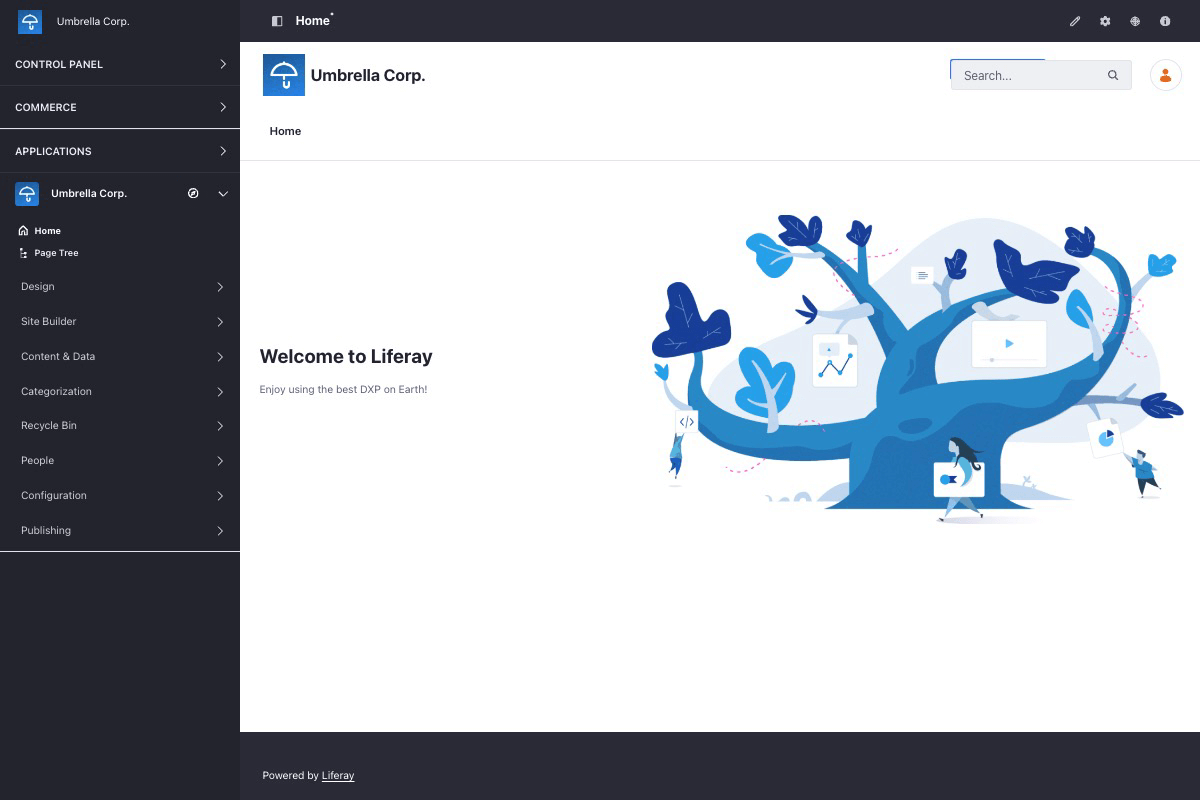 Umbrella Corp.
Home*
CONTROL PANEL
COMMERCE
APPLICATIONS
Umbrella Corp.
Home
Page Tree
Design
Site Builder
Content & Data
Categorization
Recycle Bin
People
Configuration
Publishing
Umbrella Corp.
Search...
Home
Welcome to Liferay
Enjoy using the best DXP on Earth!
</>
Powered by Liferay